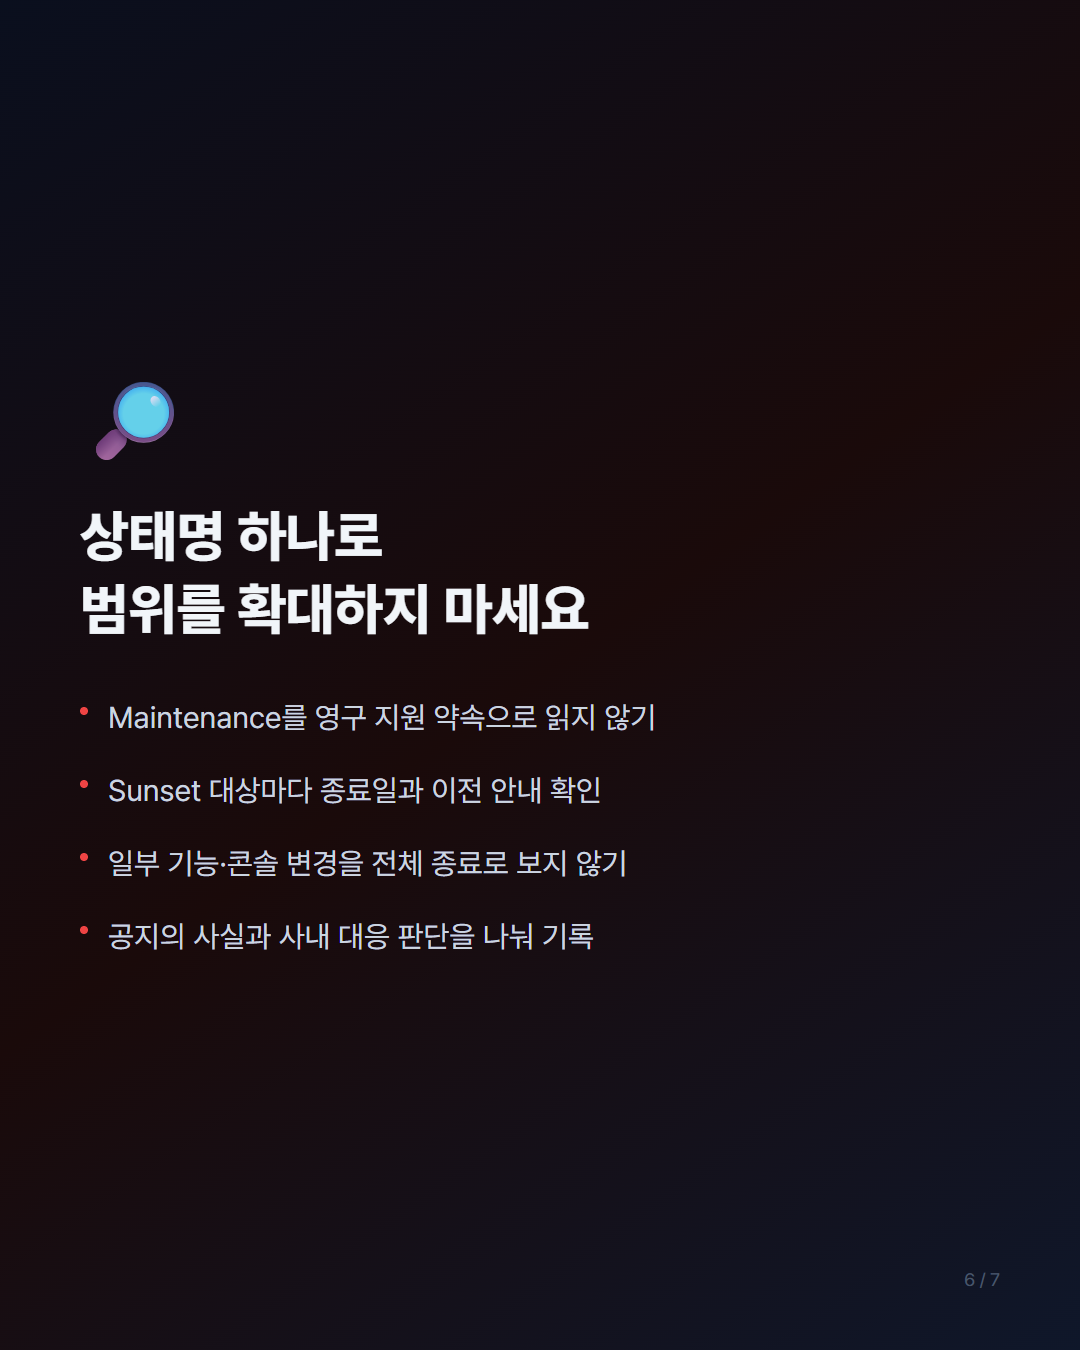 상태명 하나로
범위를 확대하지 마세요
• Maintenance를 영구 지원 약속으로 읽지 않기
• Sunset 대상마다 종료일과 이전 안내 확인
• 일부 기능·콘솔 변경을 전체 종료로 보지 않기
• 공지의 사실과 사내 대응 판단을 나눠 기록
6 / 7